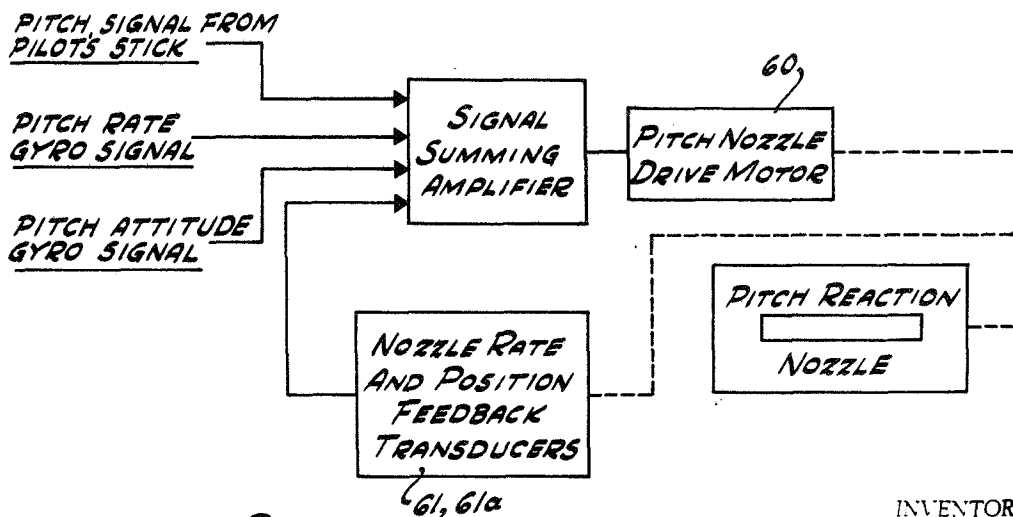 PITCH SIGNAL FROM
PILOT'S STICK
PITCH RATE
GYRO SIGNAL
PITCH ATTITUDE
GYRO SIGNAL
SIGNAL
SUMMING
AMPLIFIER
60
PITCH NOZZLE
DRIVE MOTOR
PITCH REACTION
NOZZLE
NOZZLE RATE
AND POSITION
FEEDBACK
TRANSDUCERS
61, 61a
INVENTOR